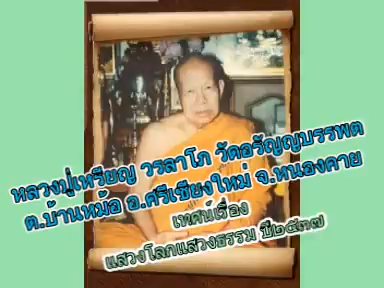 หลวงปู่เหรียญ วรลาโภ วัดอรัญญบรรพต
ต.บ้านหม้อ อ.ศรีเชียงใหม่ จ.หนองคาย
เทศน์เรื่อง
แสวงโลกแสวงธรรม ปี๒๕๓๗